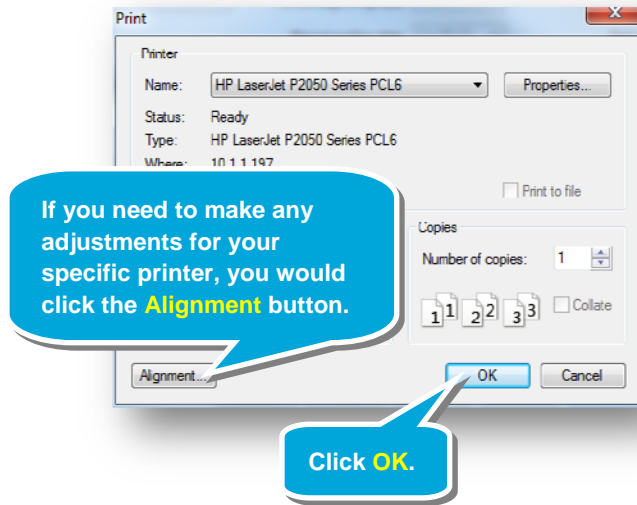 Print
Printer
Name: HP LaserJet P2050 Series PCL6 Properties...
Status: Ready
Type: HP LaserJet P2050 Series PCL6
Where: 10.1.1.197
Print to file
If you need to make any
adjustments for your
specific printer, you would
click the Alignment button.
Copies
Number of copies: 1
1 1 2 2 3 3 Collate
Alignment... OK Cancel
Click OK.